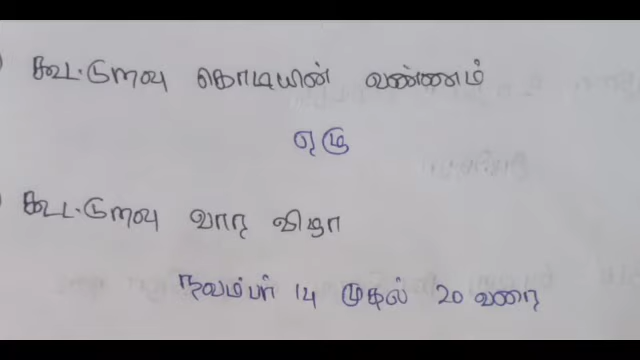 ) கூட்டுறவு கொடியின் வண்ணம்
ஏழு
) கூட்டுறவு வார விழா
நவம்பர் 14 முதல் 20 வரை